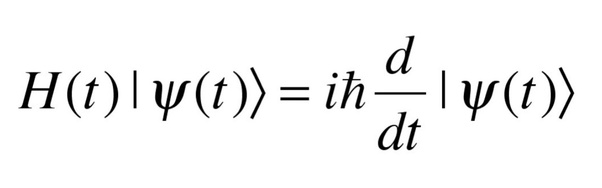 H(t)|ψ(t)⟩ = iħ d/dt |ψ(t)⟩